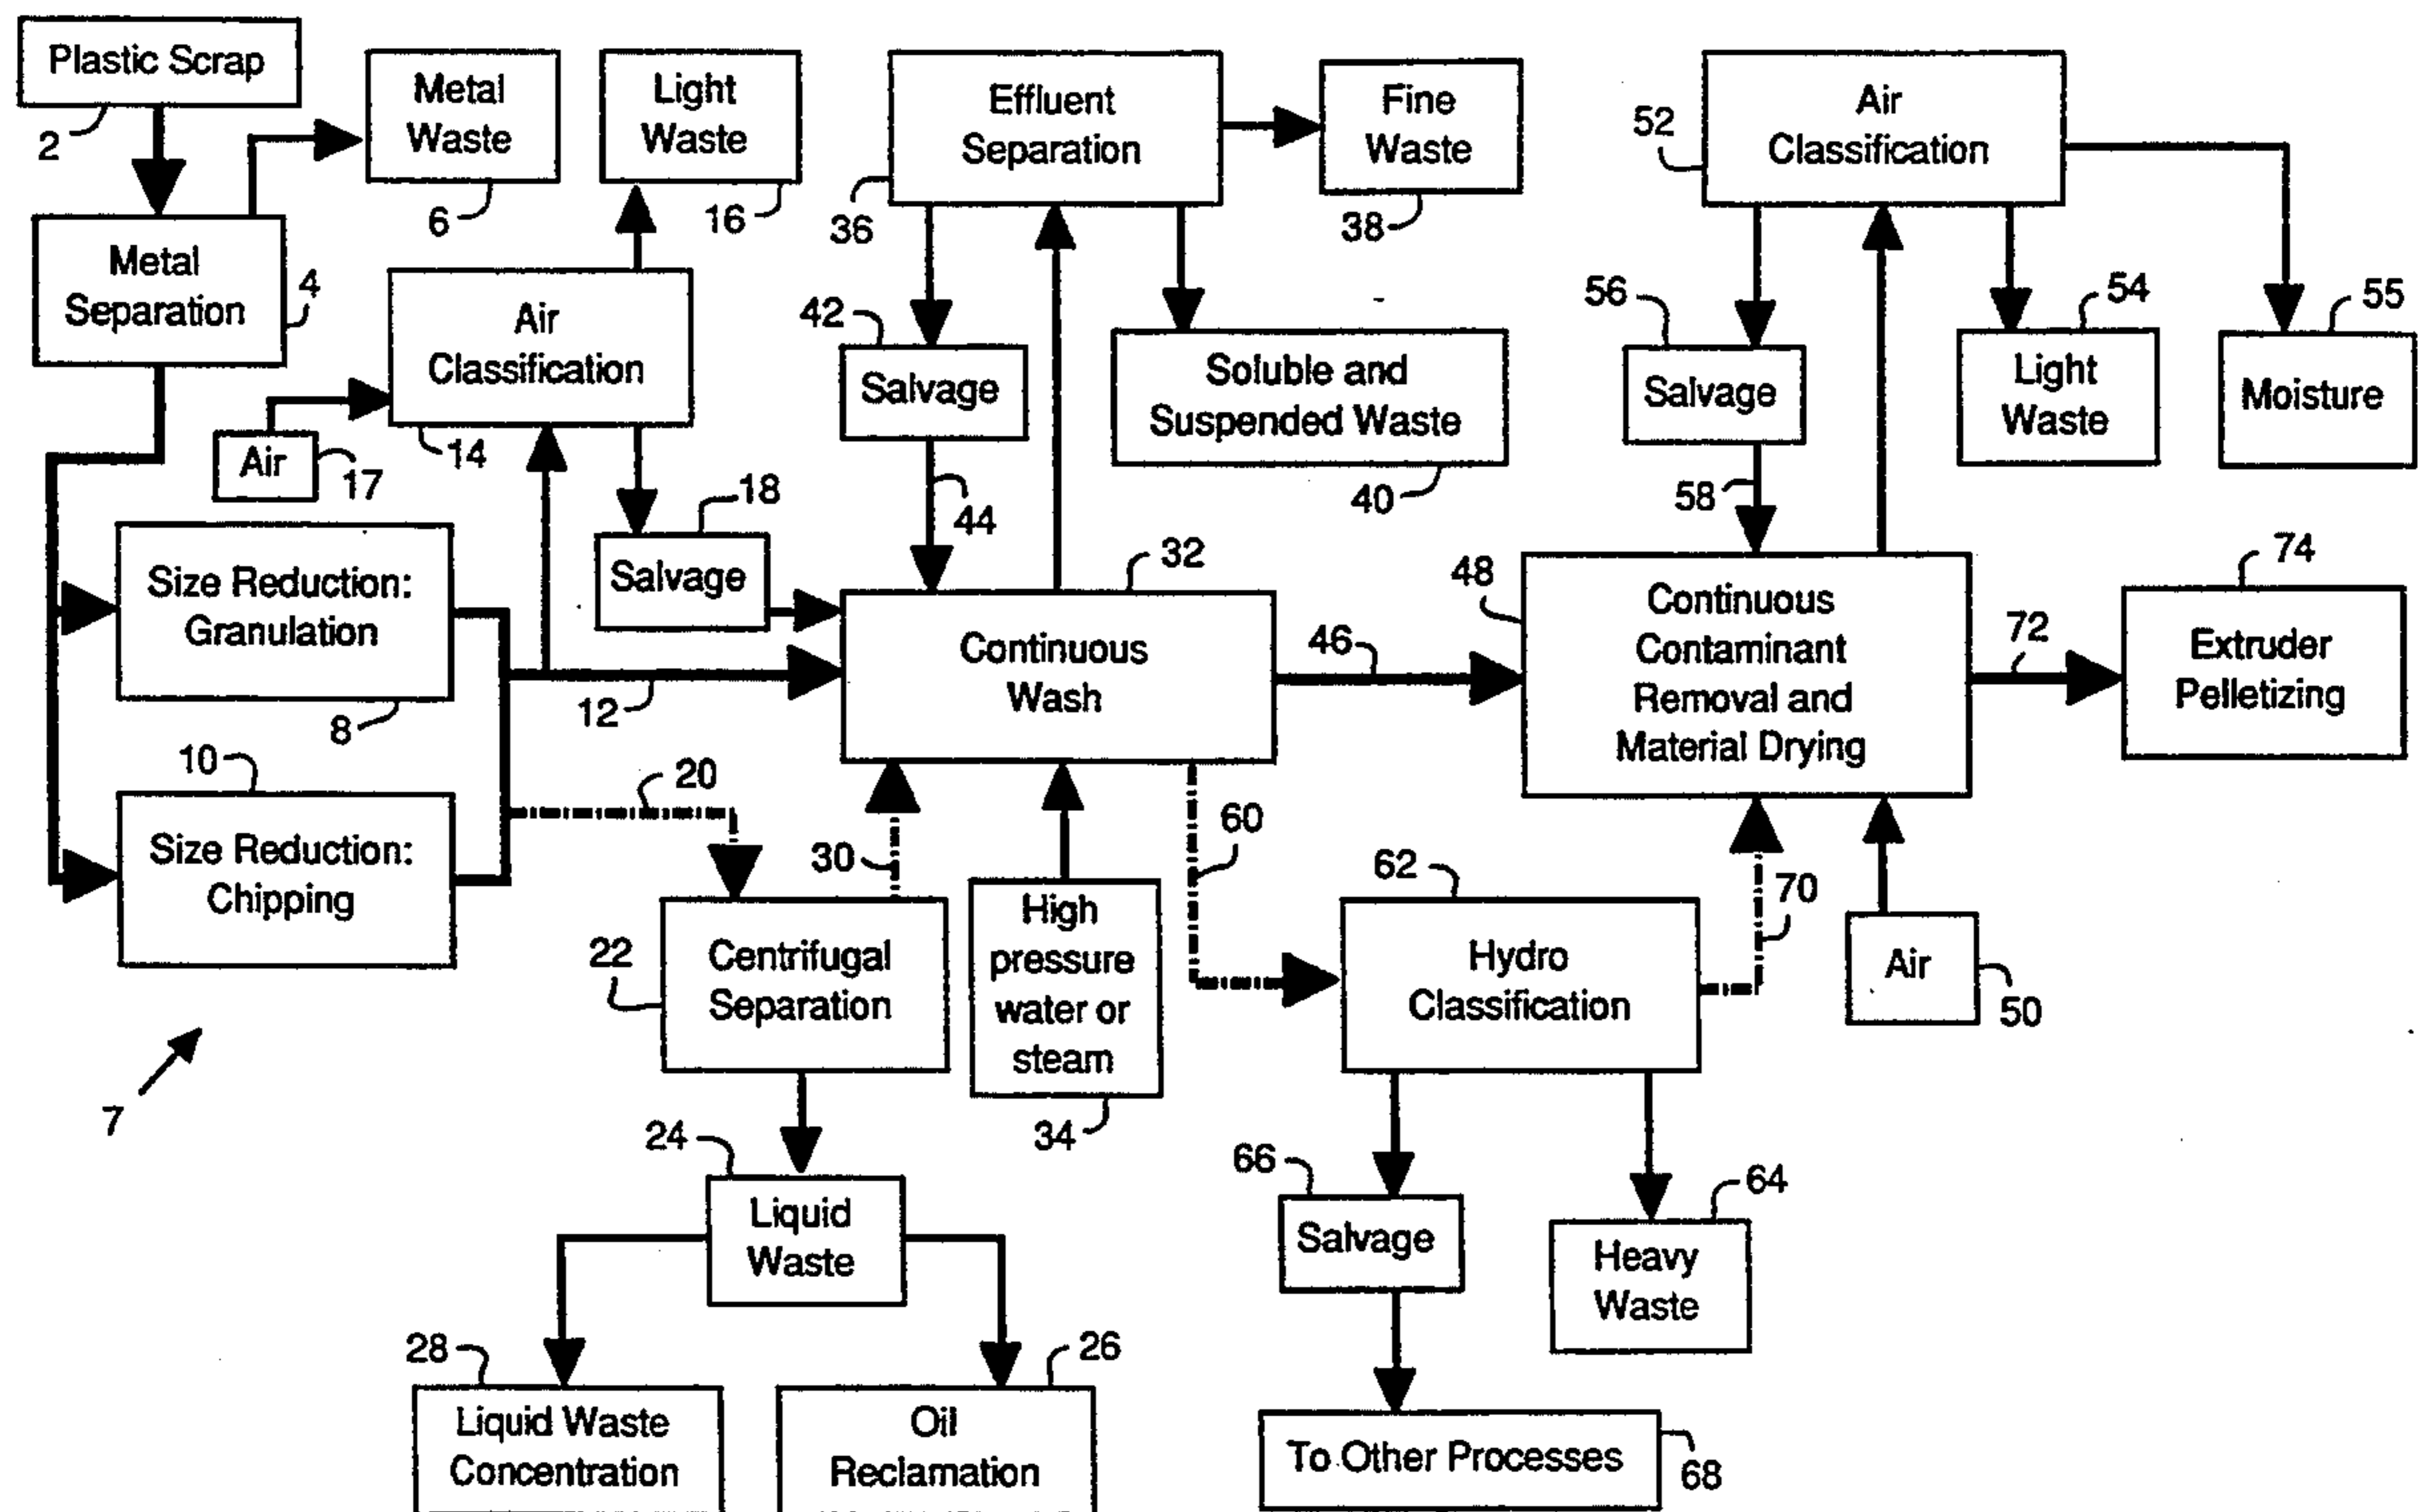 Plastic Scrap
2
Metal
Waste
6
Light
Waste
16
Metal
Separation
4
Air
Classification
14
Air
17
Salvage
18
Effluent
Separation
36
Fine
Waste
38
Salvage
42
44
Soluble and
Suspended Waste
40
Air
Classification
52
Salvage
56
58
Light
Waste
54
Moisture
55
Size Reduction:
Granulation
8
Size Reduction:
Chipping
10
12
20
Continuous
Wash
32
46
Continuous
Contaminant
Removal and
Material Drying
48
72
Extruder
Pelletizing
74
30
Centrifugal
Separation
22
High
pressure
water or
steam
34
60
Hydro
Classification
62
70
Air
50
7
Liquid
Waste
24
Liquid Waste
Concentration
28
Oil
Reclamation
26
Salvage
66
Heavy
Waste
64
To Other Processes
68